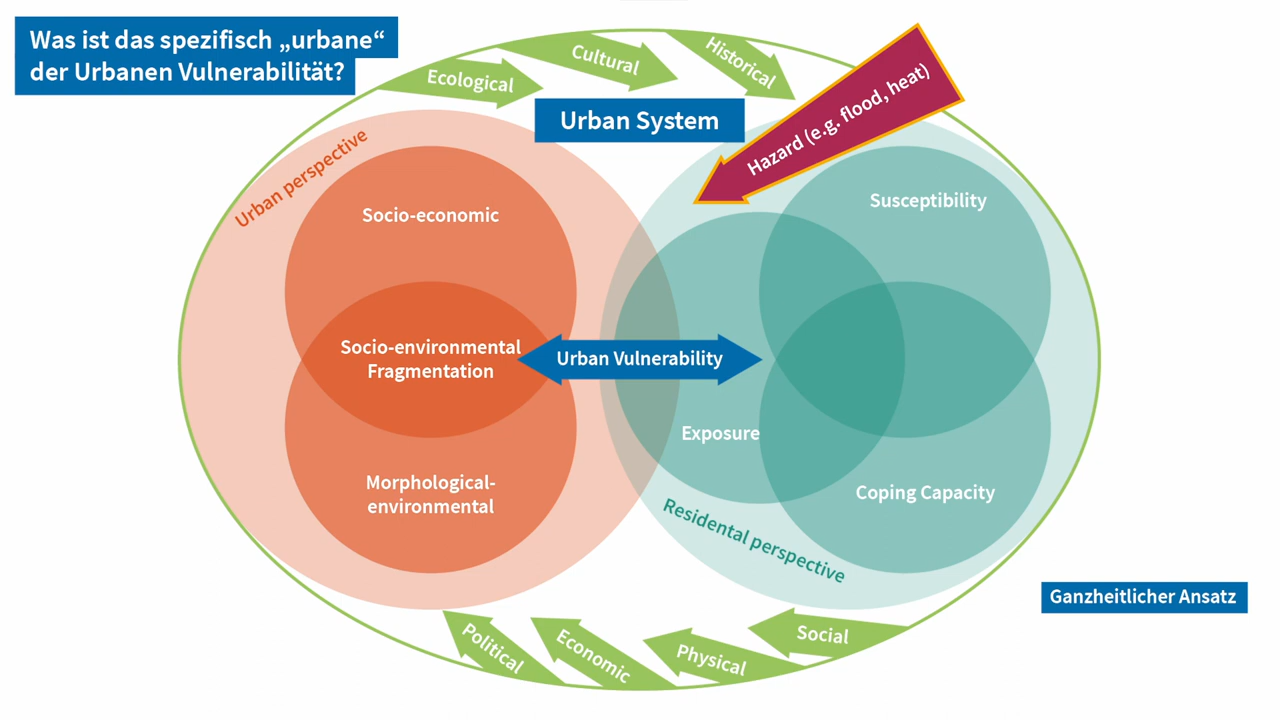 Was ist das spezifisch „urbane“
der Urbanen Vulnerabilität?
Ecological
Cultural
Historical
Urban System
Hazard (e.g. flood, heat)
Urban perspective
Socio-economic
Susceptibility
Socio-environmental
Fragmentation
Urban Vulnerability
Exposure
Morphological-
environmental
Coping Capacity
Residental perspective
Ganzheitlicher Ansatz
Political
Economic
Physical
Social